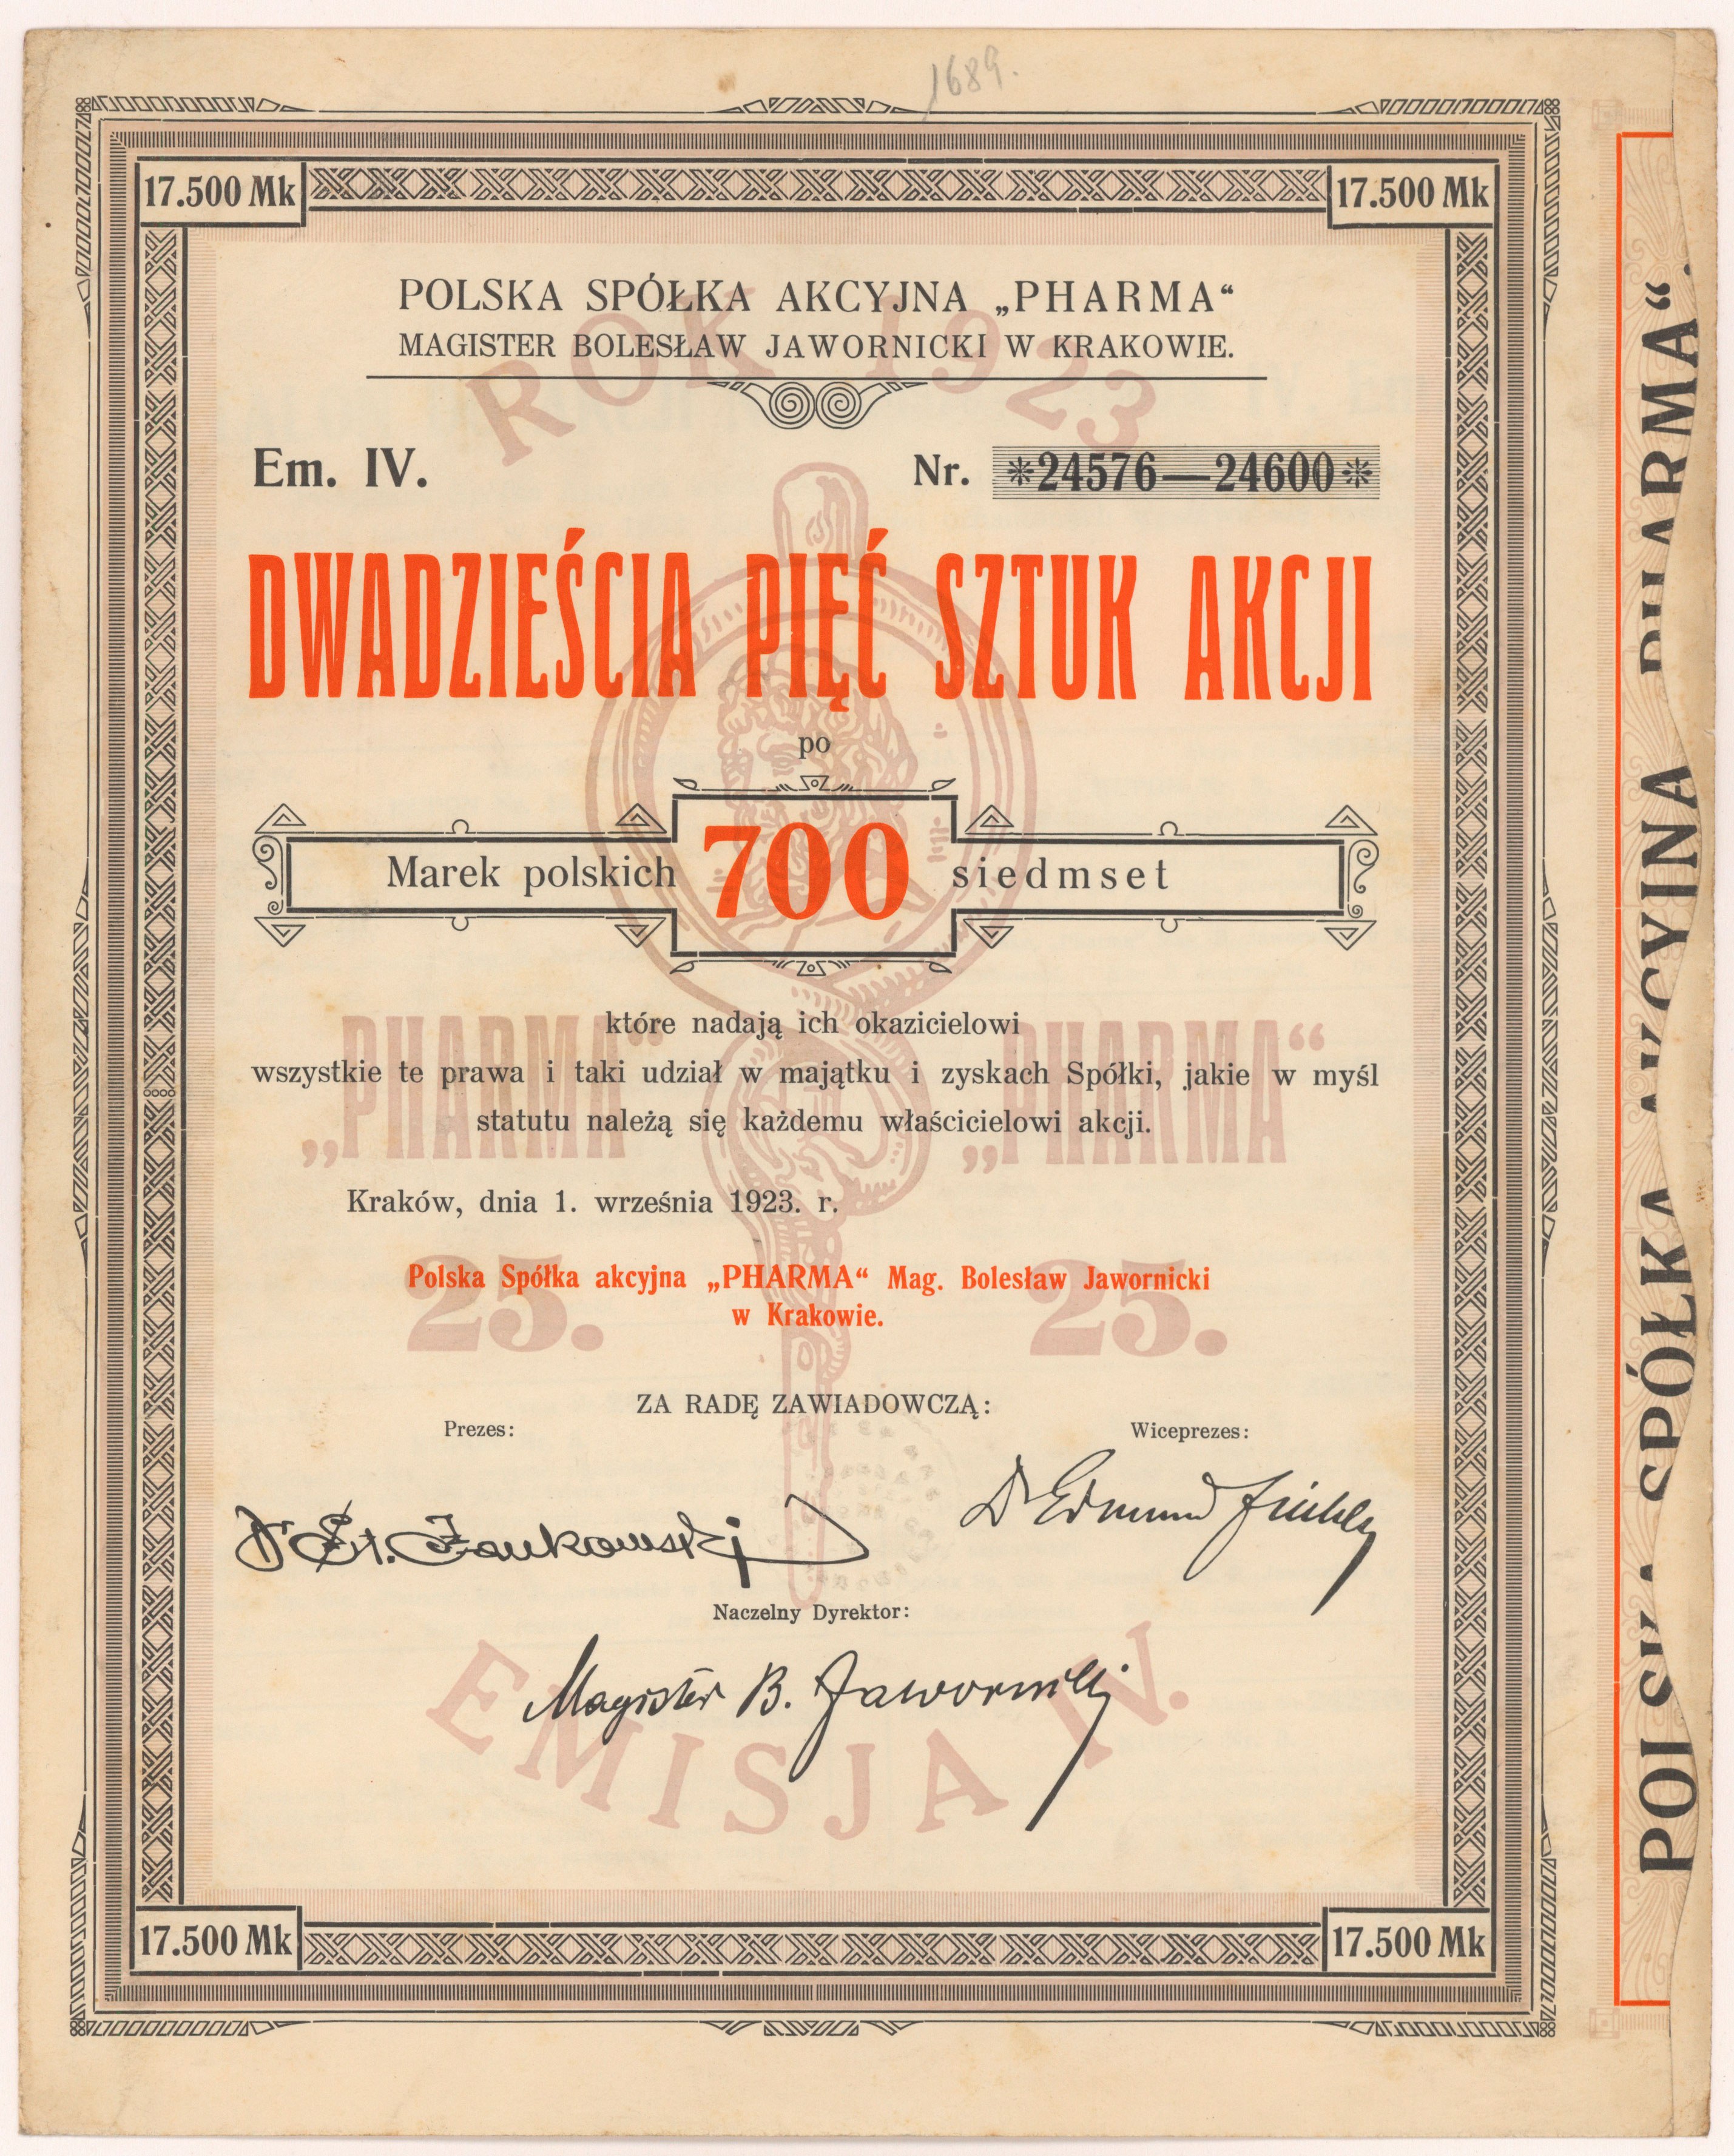 1689.
17.500 Mk
17.500 Mk
POLSKA SPÓŁKA AKCYJNA „PHARMA“
MAGISTER BOLESŁAW JAWORNICKI W KRAKOWIE.
ROK 1923
Em. IV.
Nr. *24576—24600*
DWADZIEŚCIA PIĘĆ SZTUK AKCJI
po
Marek polskich 700 siedmset
które nadają ich okazicielowi
wszystkie te prawa i taki udział w majątku i zyskach Spółki, jakie w myśl
statutu należą się każdemu właścicielowi akcji.
„PHARMA“ „PHARMA“
Kraków, dnia 1. września 1923. r.
Polska Spółka akcyjna „PHARMA“ Mag. Bolesław Jawornicki
w Krakowie.
25. 25.
ZA RADĘ ZAWIADOWCZĄ:
Prezes:
Wiceprezes:
Dr Edmund
Naczelny Dyrektor:
Magister B. Jawornicki
EMISJA IV.
17.500 Mk
17.500 Mk
POLSKA SPÓŁKA AKCYJNA „PHARMA“.